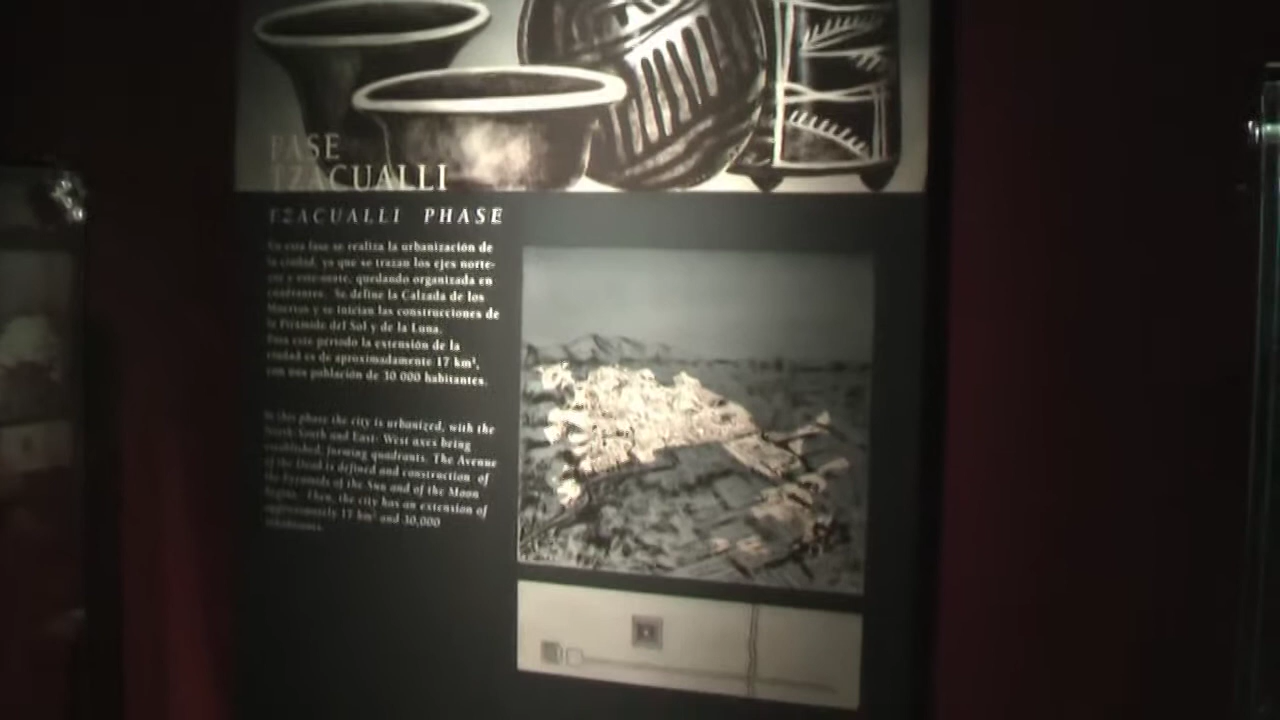 FASE
TZACUALLI
TZACUALLI PHASE
En esta fase se realiza la urbanización de
la ciudad, ya que se trazan los ejes norte-
sur y este-oeste, quedando organizada en
cuadrantes. Se define la Calzada de los
Muertos y se inician las construcciones de
la Pirámide del Sol y de la Luna.
Para este periodo la extensión de la
ciudad es de aproximadamente 17 km²,
con una población de 30 000 habitantes.
In this phase the city is urbanized, with the
North-South and East-West axes being
established, forming quadrants. The Avenue
of the Dead is defined and construction of
the Pyramids of the Sun and of the Moon
begins. Then, the city has an extension of
approximately 17 km² and 30,000
inhabitants.